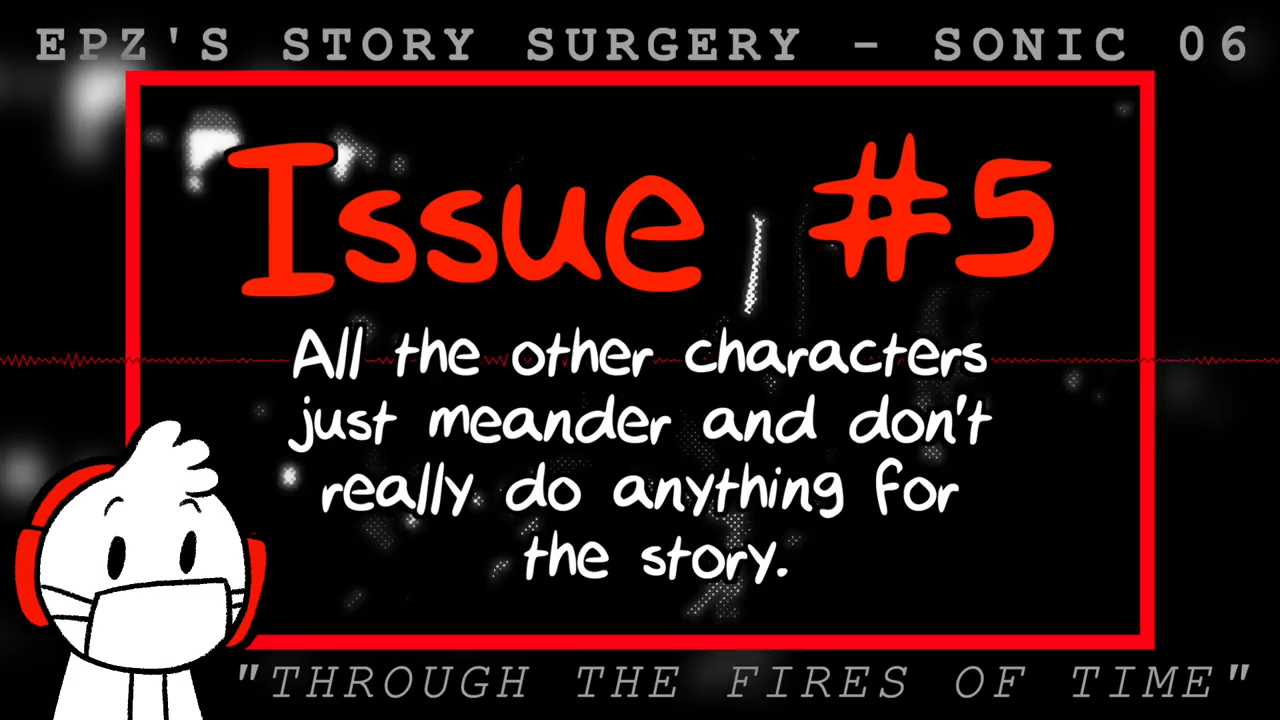 EPZ'S STORY SURGERY - SONIC 06
Issue #5
All the other characters
just meander and don't
really do anything for
the story.
"THROUGH THE FIRES OF TIME"